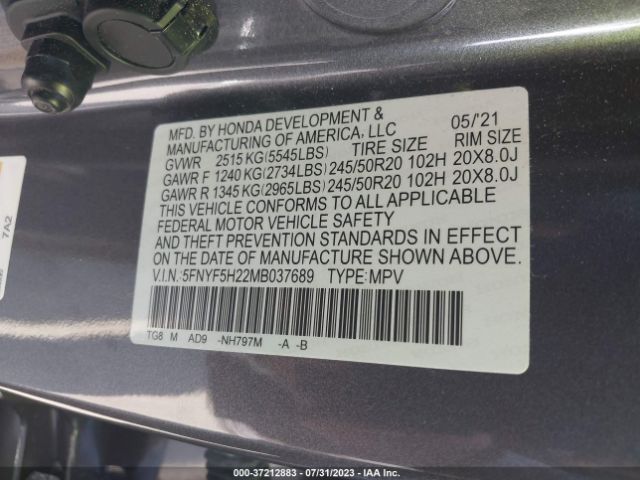 MFD. BY HONDA DEVELOPMENT & 05/'21
MANUFACTURING OF AMERICA, LLC
GVWR 2515 KG(5545LBS) TIRE SIZE RIM SIZE
GAWR F 1240 KG(2734LBS) 245/50R20 102H 20X8.0J
GAWR R 1345 KG(2965LBS) 245/50R20 102H 20X8.0J
THIS VEHICLE CONFORMS TO ALL APPLICABLE
FEDERAL MOTOR VEHICLE SAFETY
AND THEFT PREVENTION STANDARDS IN EFFECT
ON THE DATE OF MANUFACTURE SHOWN ABOVE.
V.I.N.:5FNYF5H22MB037689 TYPE:MPV
TG8 M AD9 -NH797M -A -B
7A2
000-37212883 - 07/31/2023 - IAA Inc.